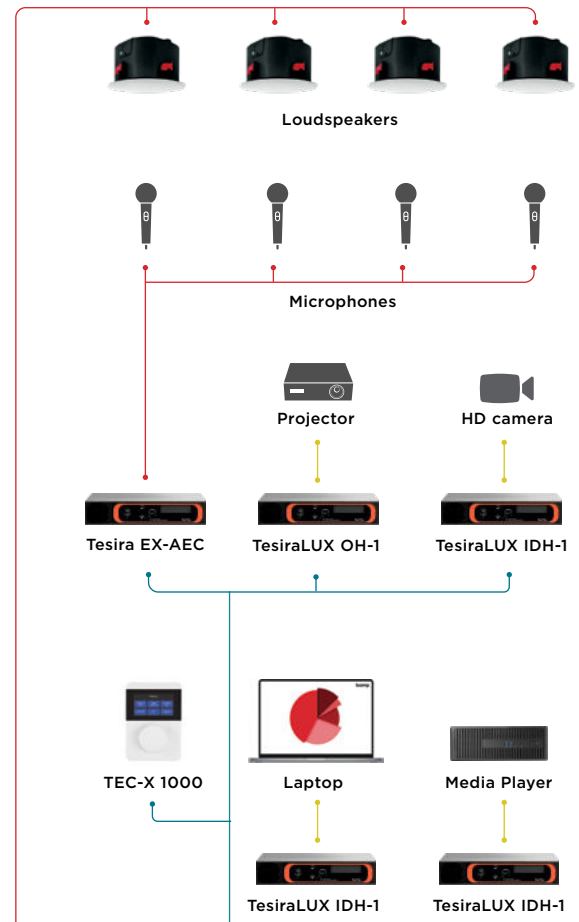 Loudspeakers
Microphones
Projector
HD camera
Tesira EX-AEC
TesiraLUX OH-1
TesiraLUX IDH-1
TEC-X 1000
Laptop
Media Player
TesiraLUX IDH-1
TesiraLUX IDH-1